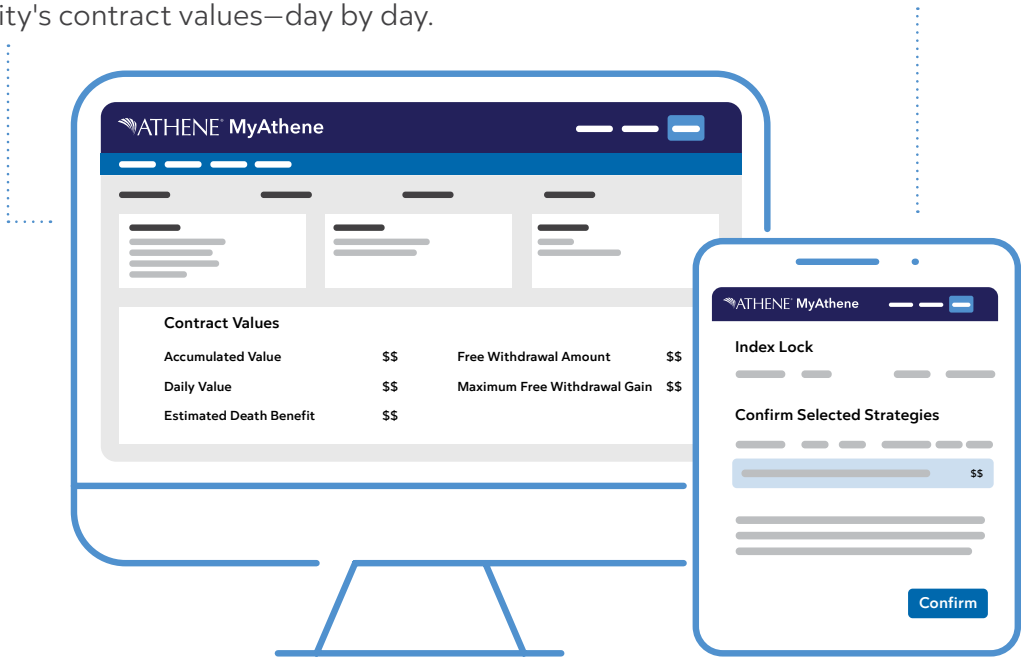 ity's contract values—day by day.
ATHENE® MyAthene
Contract Values
Accumulated Value $$ Free Withdrawal Amount $$
Daily Value $$ Maximum Free Withdrawal Gain $$
Estimated Death Benefit $$
ATHENE® MyAthene
Index Lock
Confirm Selected Strategies
$$
Confirm